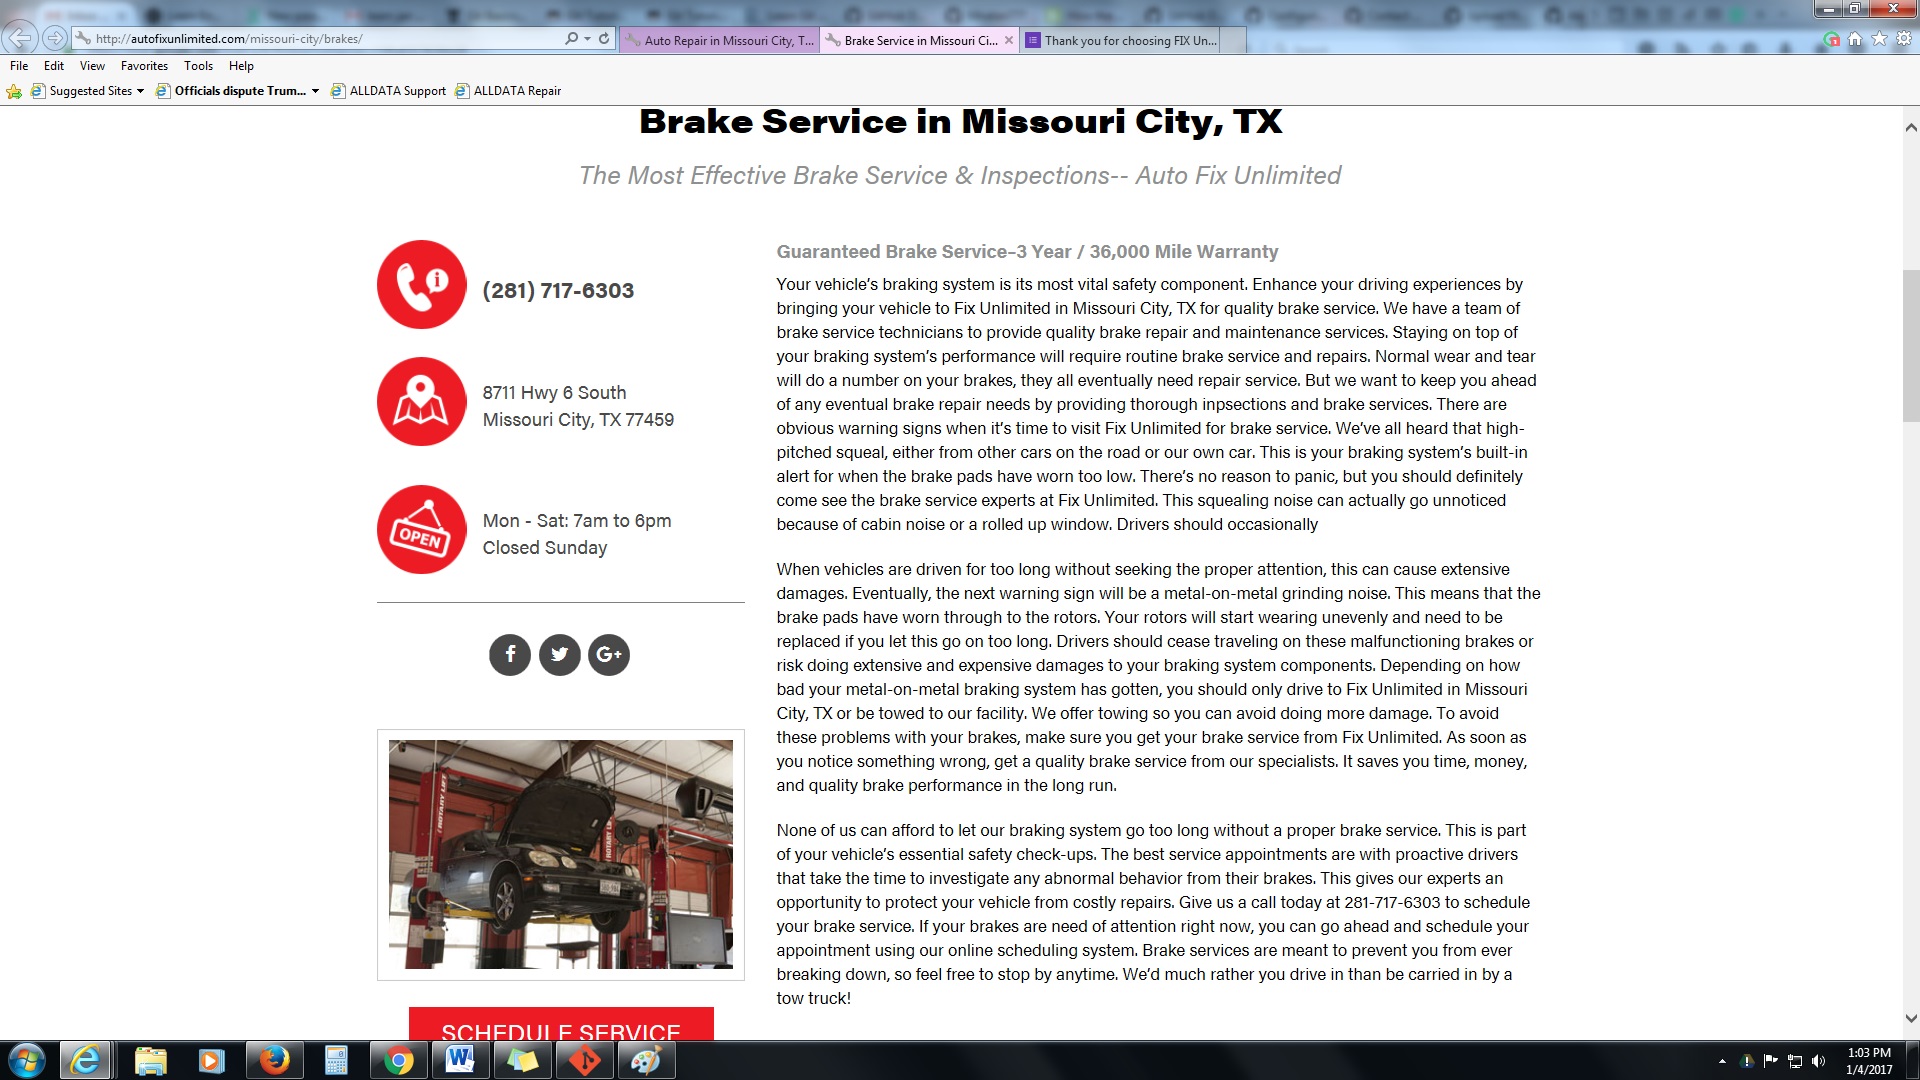 http://autofixunlimited.com/missouri-city/brakes/
Auto Repair in Missouri City, T...
Brake Service in Missouri Ci...
Thank you for choosing FIX Un...
File Edit View Favorites Tools Help
Suggested Sites
Officials dispute Trum...
ALLDATA Support
ALLDATA Repair
Brake Service in Missouri City, TX
The Most Effective Brake Service & Inspections-- Auto Fix Unlimited
(281) 717-6303
8711 Hwy 6 South
Missouri City, TX 77459
OPEN
Mon - Sat: 7am to 6pm
Closed Sunday
f
G+
ROTARY LIFT
ROTARY LIFT
SCHEDULE SERVICE
Guaranteed Brake Service–3 Year / 36,000 Mile Warranty
Your vehicle’s braking system is its most vital safety component. Enhance your driving experiences by
bringing your vehicle to Fix Unlimited in Missouri City, TX for quality brake service. We have a team of
brake service technicians to provide quality brake repair and maintenance services. Staying on top of
your braking system’s performance will require routine brake service and repairs. Normal wear and tear
will do a number on your brakes, they all eventually need repair service. But we want to keep you ahead
of any eventual brake repair needs by providing thorough inpsections and brake services. There are
obvious warning signs when it’s time to visit Fix Unlimited for brake service. We’ve all heard that high-
pitched squeal, either from other cars on the road or our own car. This is your braking system’s built-in
alert for when the brake pads have worn too low. There’s no reason to panic, but you should definitely
come see the brake service experts at Fix Unlimited. This squealing noise can actually go unnoticed
because of cabin noise or a rolled up window. Drivers should occasionally
When vehicles are driven for too long without seeking the proper attention, this can cause extensive
damages. Eventually, the next warning sign will be a metal-on-metal grinding noise. This means that the
brake pads have worn through to the rotors. Your rotors will start wearing unevenly and need to be
replaced if you let this go on too long. Drivers should cease traveling on these malfunctioning brakes or
risk doing extensive and expensive damages to your braking system components. Depending on how
bad your metal-on-metal braking system has gotten, you should only drive to Fix Unlimited in Missouri
City, TX or be towed to our facility. We offer towing so you can avoid doing more damage. To avoid
these problems with your brakes, make sure you get your brake service from Fix Unlimited. As soon as
you notice something wrong, get a quality brake service from our specialists. It saves you time, money,
and quality brake performance in the long run.
None of us can afford to let our braking system go too long without a proper brake service. This is part
of your vehicle’s essential safety check-ups. The best service appointments are with proactive drivers
that take the time to investigate any abnormal behavior from their brakes. This gives our experts an
opportunity to protect your vehicle from costly repairs. Give us a call today at 281-717-6303 to schedule
your brake service. If your brakes are need of attention right now, you can go ahead and schedule your
appointment using our online scheduling system. Brake services are meant to prevent you from ever
breaking down, so feel free to stop by anytime. We’d much rather you drive in than be carried in by a
tow truck!
1:03 PM
1/4/2017